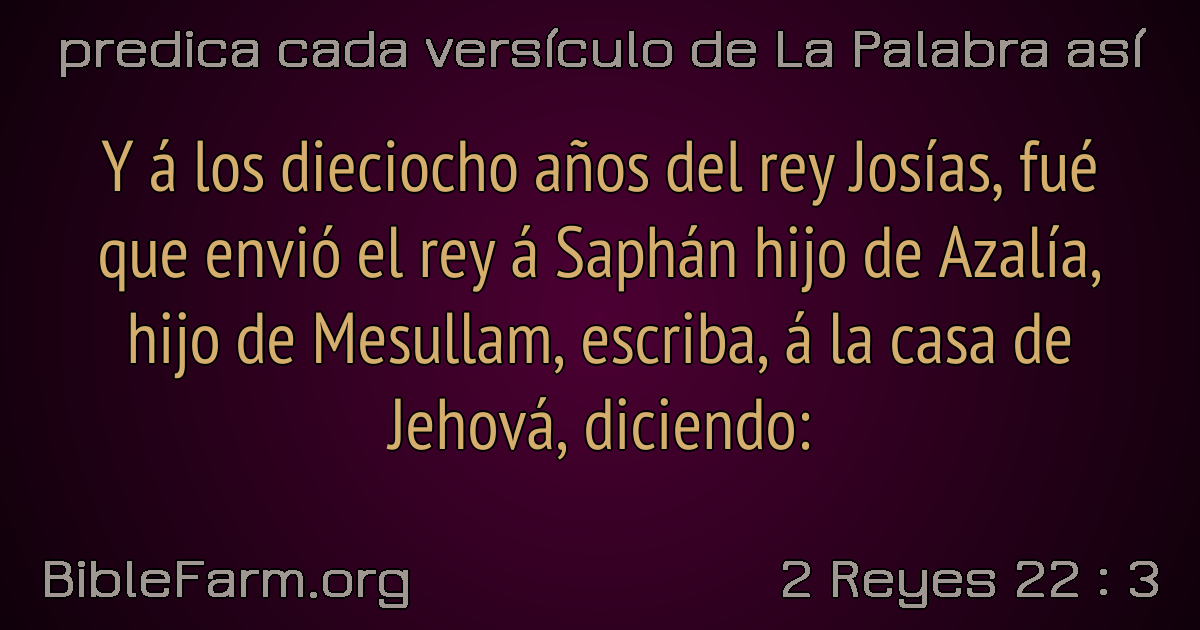 predica cada versículo de La Palabra así
Y á los dieciocho años del rey Josías, fué
que envió el rey á Saphán hijo de Azalía,
hijo de Mesullam, escriba, á la casa de
Jehová, diciendo:
BibleFarm.org
2 Reyes 22 : 3